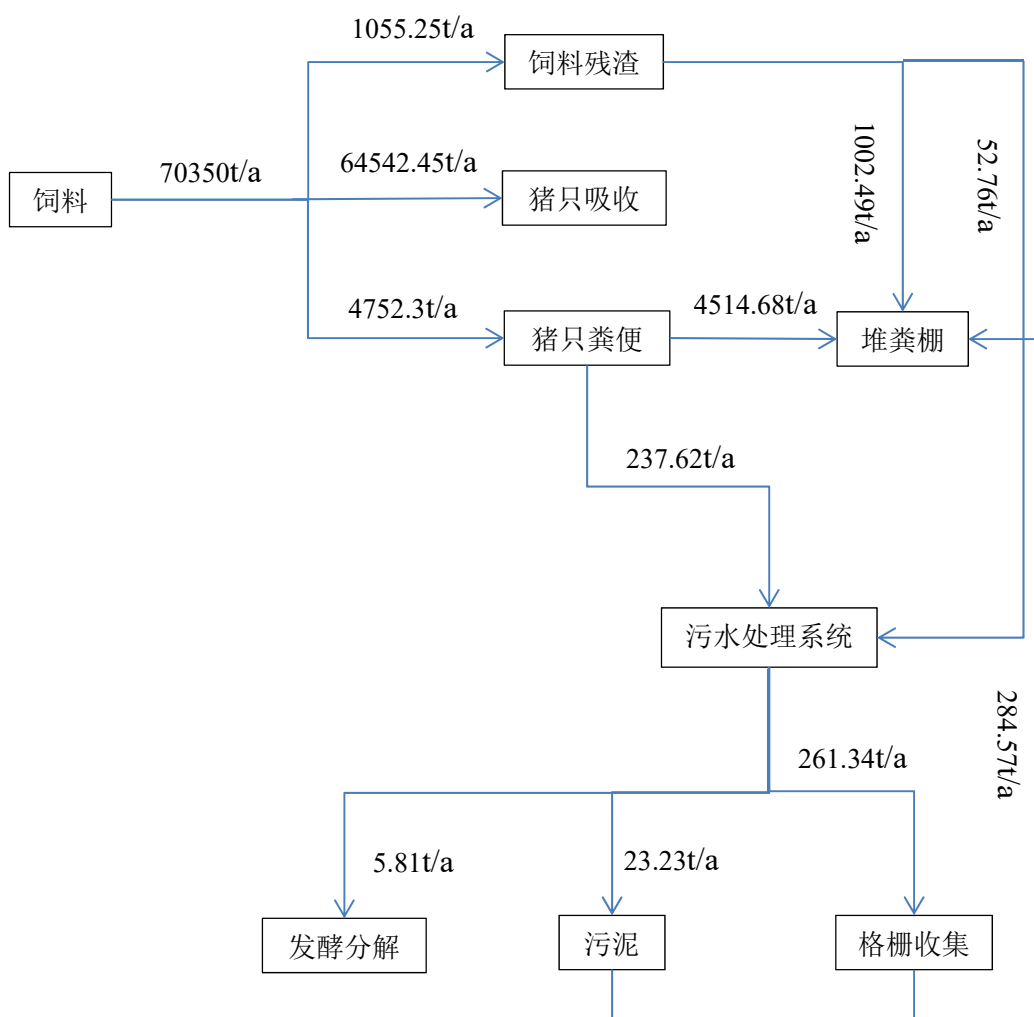 1055.25t/a
饲料残渣
70350t/a
64542.45t/a
1002.49t/a
52.76t/a
饲料
猪只吸收
4752.3t/a
4514.68t/a
猪只粪便
堆粪棚
237.62t/a
污水处理系统
284.57t/a
261.34t/a
5.81t/a
23.23t/a
发酵分解
污泥
格栅收集